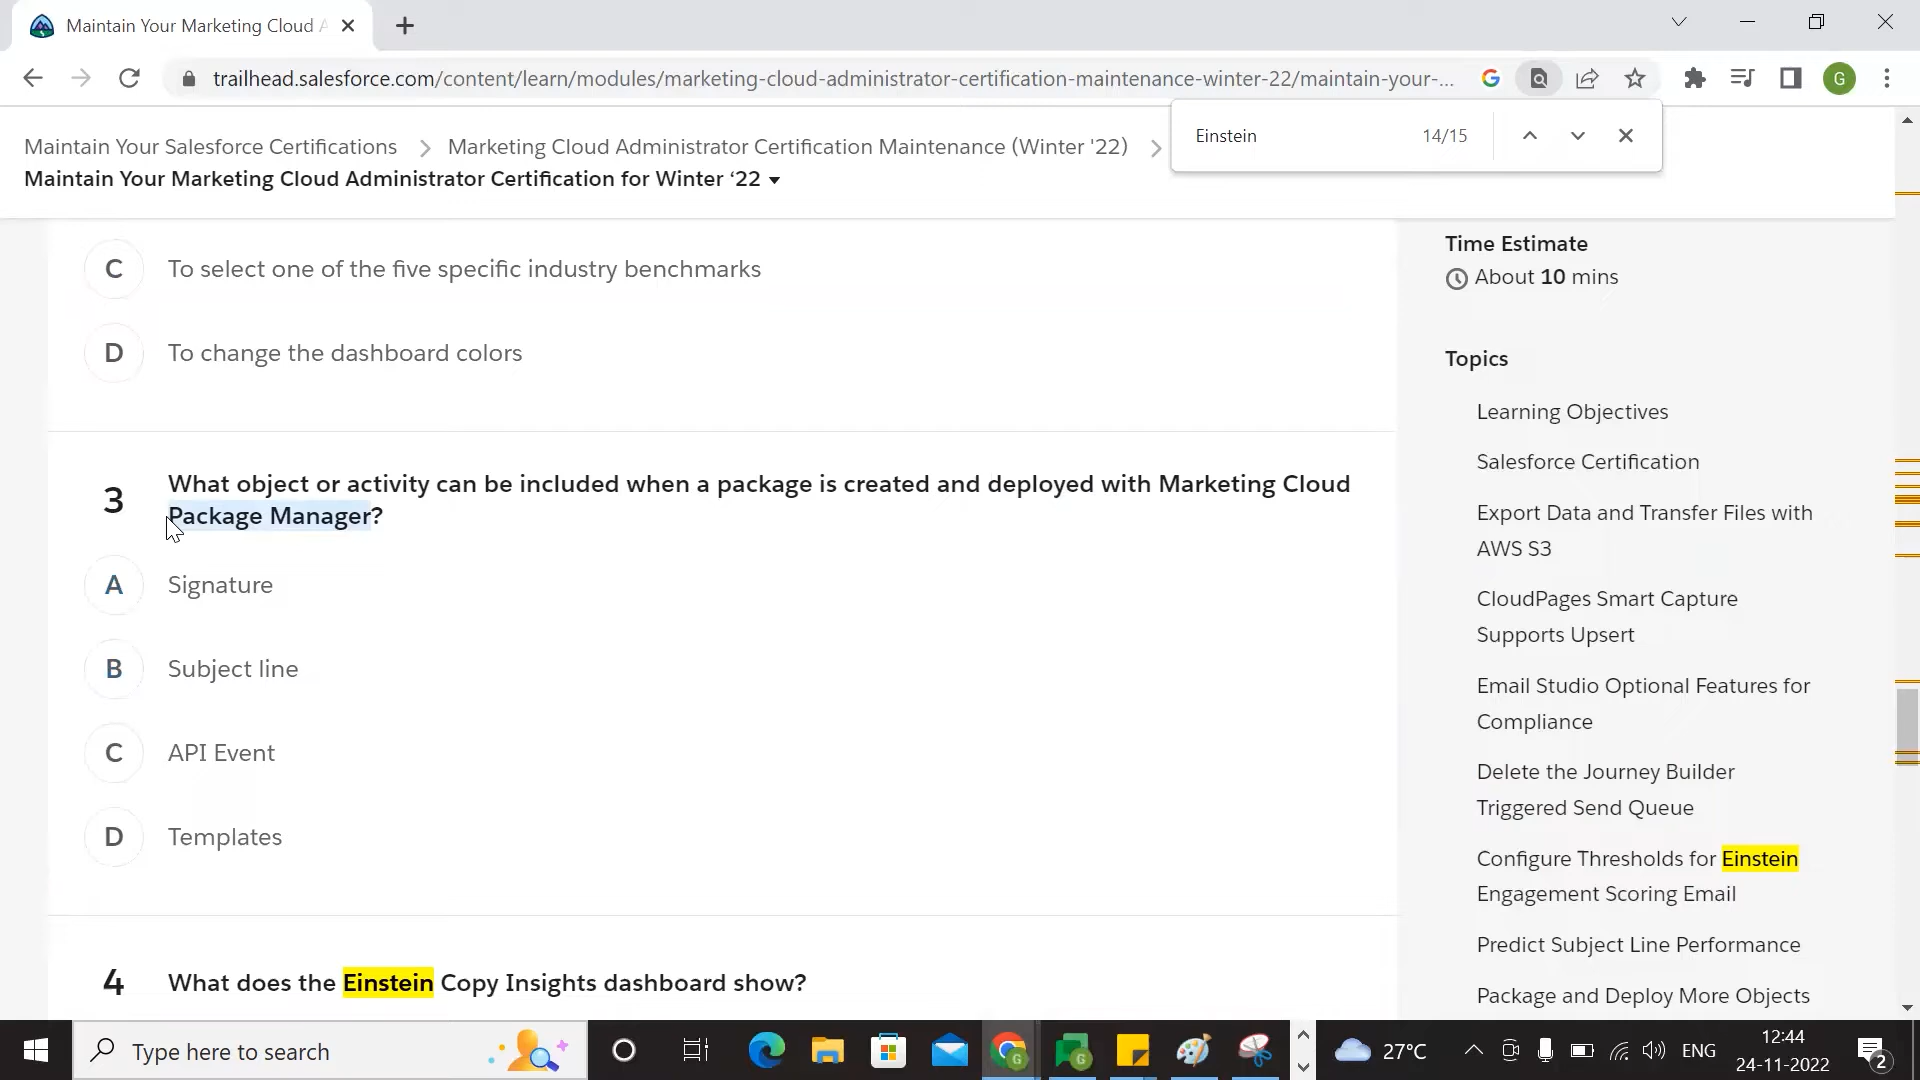 Maintain Your Marketing Cloud A
trailhead.salesforce.com/content/learn/modules/marketing-cloud-administrator-certification-maintenance-winter-22/maintain-your-...
G
Einstein
14/15
Maintain Your Salesforce Certifications
Marketing Cloud Administrator Certification Maintenance (Winter '22)
Maintain Your Marketing Cloud Administrator Certification for Winter ‘22
C To select one of the five specific industry benchmarks
D To change the dashboard colors
3 What object or activity can be included when a package is created and deployed with Marketing Cloud
Package Manager?
A Signature
B Subject line
C API Event
D Templates
4 What does the Einstein Copy Insights dashboard show?
Time Estimate
About 10 mins
Topics
Learning Objectives
Salesforce Certification
Export Data and Transfer Files with
AWS S3
CloudPages Smart Capture
Supports Upsert
Email Studio Optional Features for
Compliance
Delete the Journey Builder
Triggered Send Queue
Configure Thresholds for Einstein
Engagement Scoring Email
Predict Subject Line Performance
Package and Deploy More Objects
Type here to search
27°C
ENG
12:44
24-11-2022
2